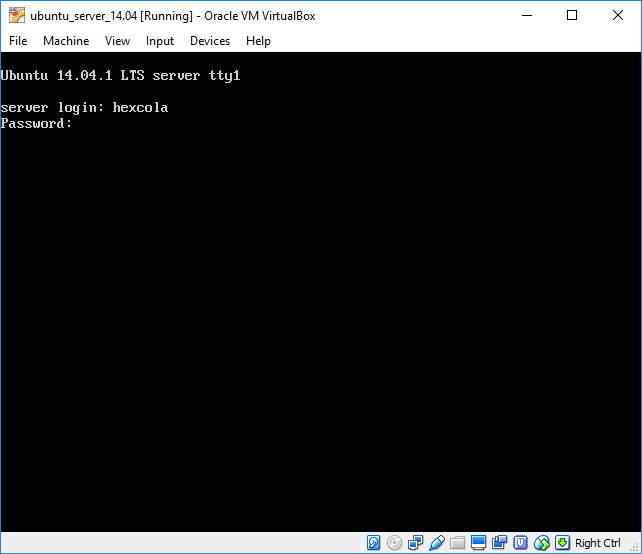 ubuntu_server_14.04 [Running] - Oracle VM VirtualBox
File Machine View Input Devices Help
Ubuntu 14.04.1 LTS server tty1
server login: hexcola
Password:
Right Ctrl